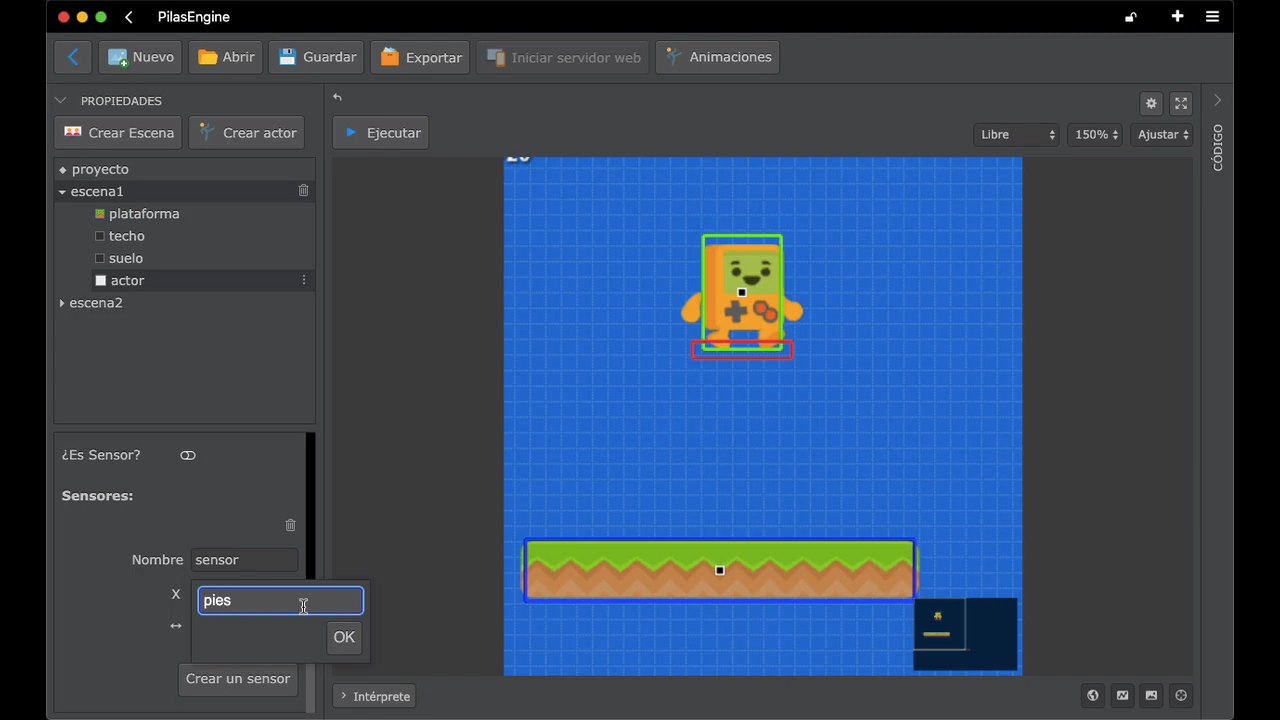 PilasEngine
Nuevo
Abrir
Guardar
Exportar
Iniciar servidor web
Animaciones
PROPIEDADES
Crear Escena
Crear actor
Ejecutar
Libre
150%
Ajustar
CÓDIGO
proyecto
escena1
plataforma
techo
suelo
actor
escena2
¿Es Sensor?
Sensores:
Nombre
sensor
X
pies
OK
Crear un sensor
Intérprete